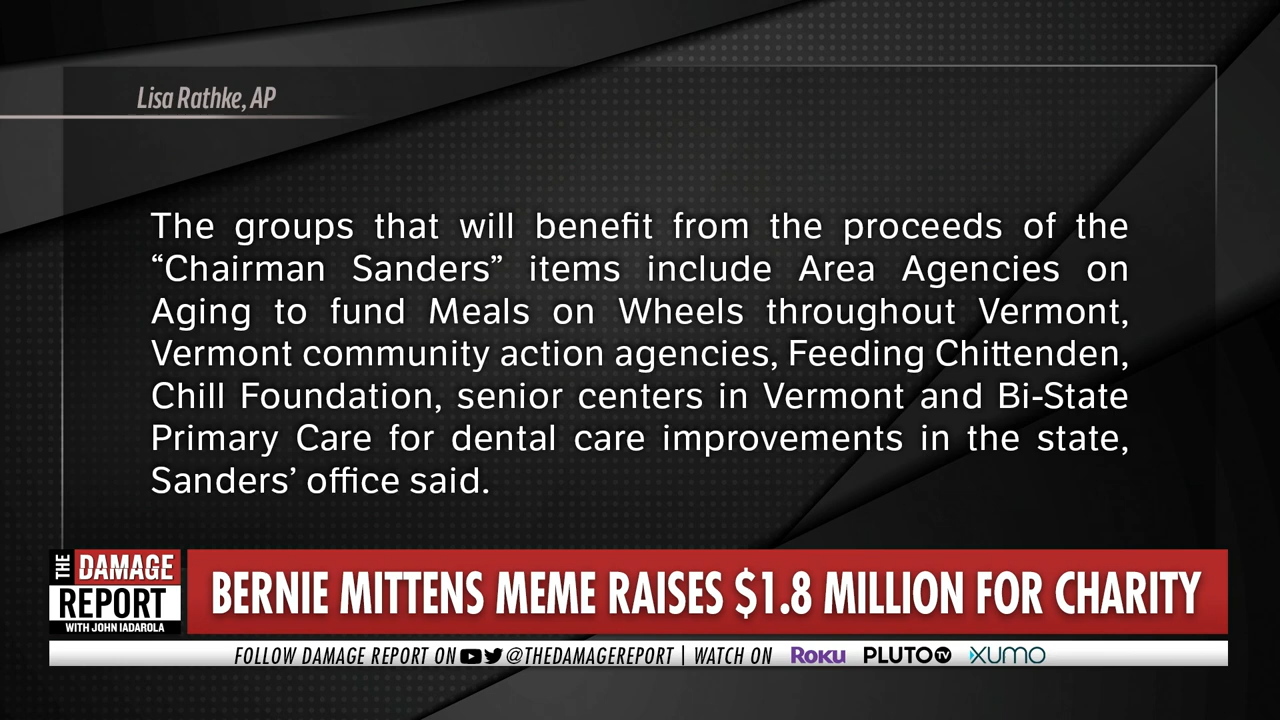 Lisa Rathke, AP
The groups that will benefit from the proceeds of the
“Chairman Sanders” items include Area Agencies on
Aging to fund Meals on Wheels throughout Vermont,
Vermont community action agencies, Feeding Chittenden,
Chill Foundation, senior centers in Vermont and Bi-State
Primary Care for dental care improvements in the state,
Sanders’ office said.
THE DAMAGE
REPORT
WITH JOHN IADAROLA
BERNIE MITTENS MEME RAISES $1.8 MILLION FOR CHARITY
FOLLOW DAMAGE REPORT ON @THEDAMAGEREPORT | WATCH ON ROKU PLUTO TV XUMO